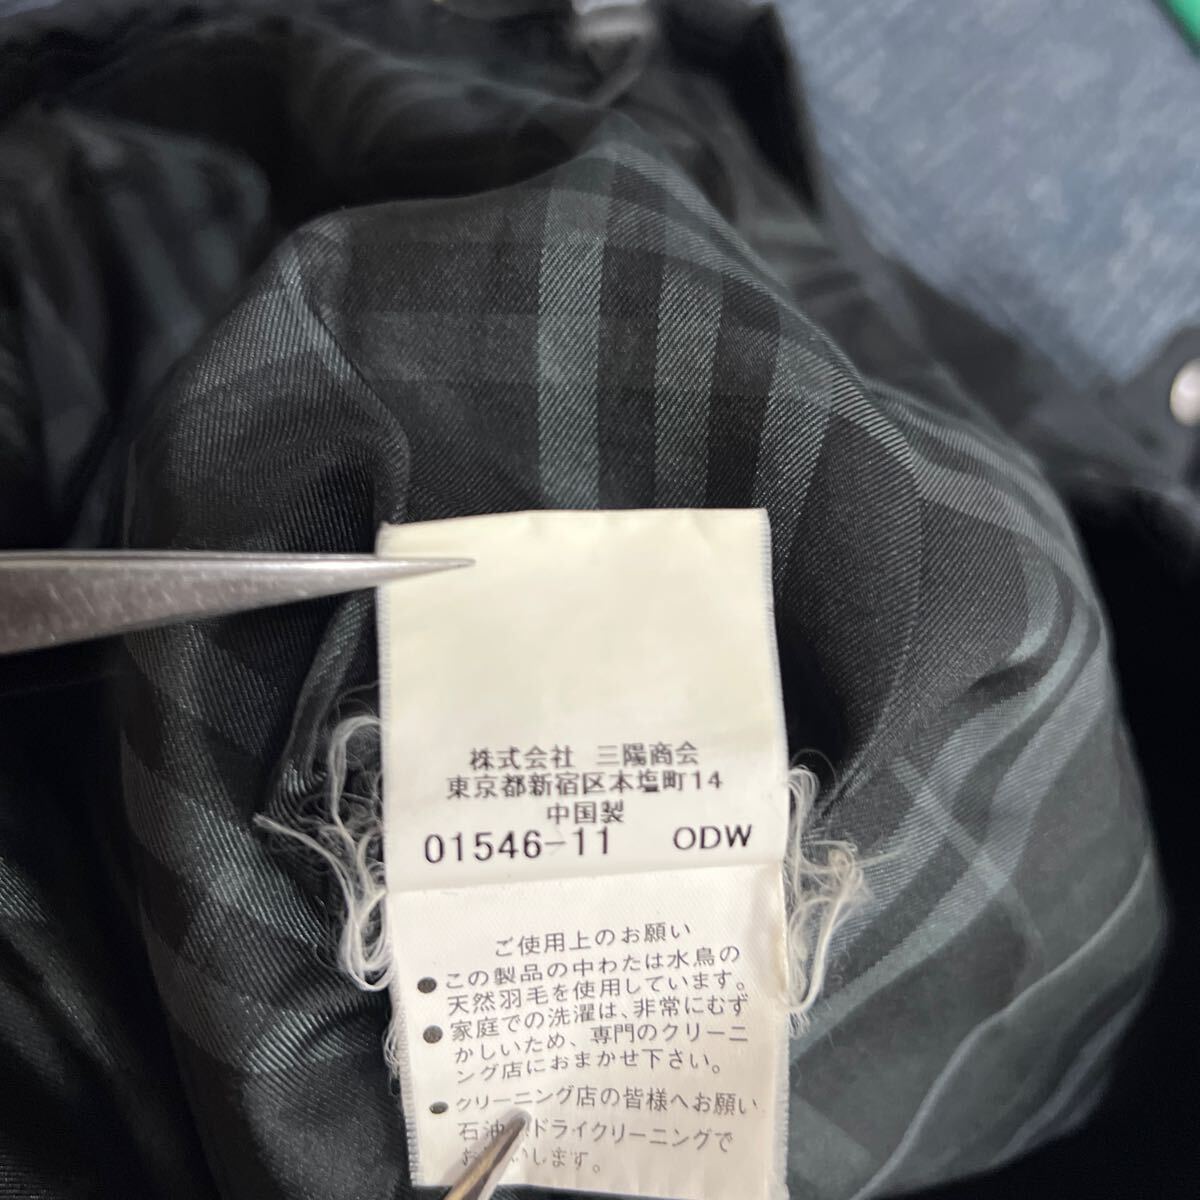 株式会社 三陽商会
東京都新宿区本塩町14
中国製
01546-11 ODW
ご使用上のお願い
●この製品の中わたは水鳥の
天然羽毛を使用しています。
●家庭での洗濯は、非常にむず
かしいため、専門のクリーニ
ング店におまかせ下さい。
●クリーニング店の皆様へお願い
石油 ドライクリーニングで
お いします。